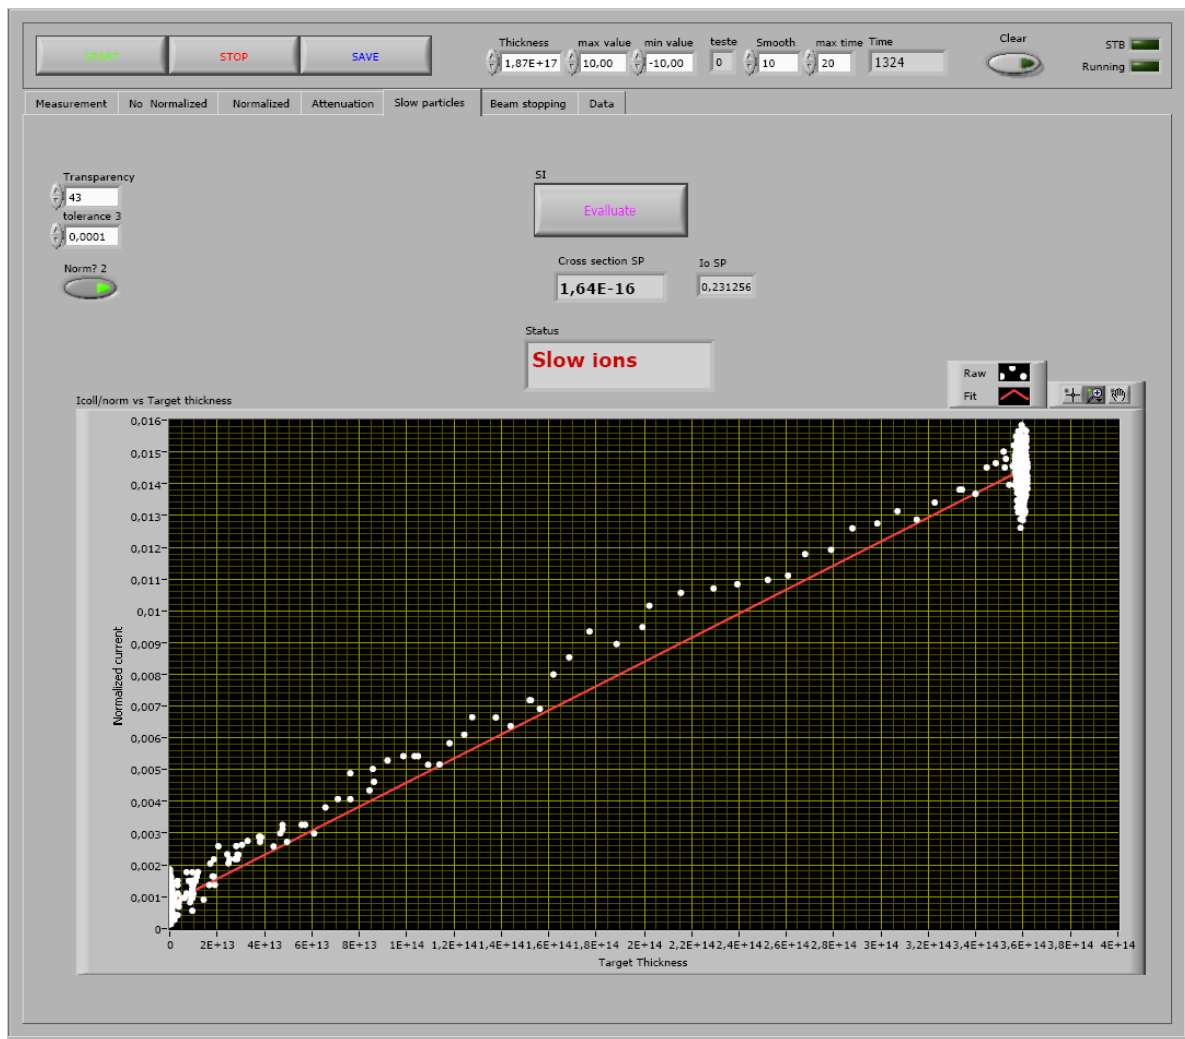 START STOP SAVE
Thickness max value min value teste Smooth max time Time Clear
1,87E+17 10,00 -10,00 0 10 20 1324
STB
Running
Measurement No Normalized Normalized Attenuation Slow particles Beam stopping Data
Transparency
43
tolerance 3
0,0001
Norm? 2
SI
Evalluate
Cross section SP Io SP
1,64E-16 0,231256
Status
Slow ions
Raw
Fit
Icoll/norm vs Target thickness
0,016
0,015
0,014
0,013
0,012
0,011
0,01
0,009
0,008
0,007
0,006
0,005
0,004
0,003
0,002
0,001
0
Normalized current
0 2E+13 4E+13 6E+13 8E+13 1E+14 1,2E+14 1,4E+14 1,6E+14 1,8E+14 2E+14 2,2E+14 2,4E+14 2,6E+14 2,8E+14 3E+14 3,2E+14 3,4E+14 3,6E+14 3,8E+14 4E+14
Target Thickness